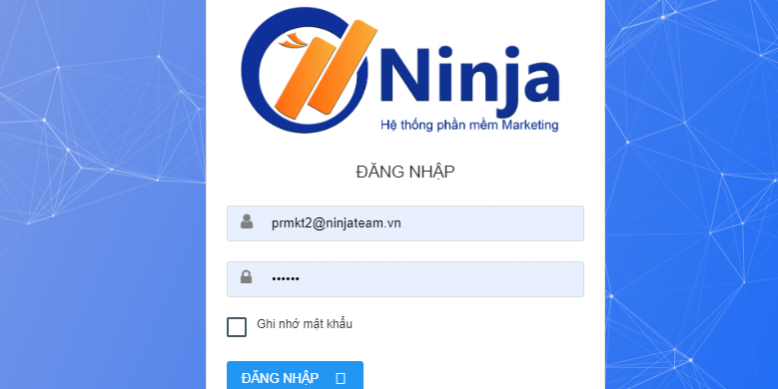 Ninja
Hệ thống phần mềm Marketing
ĐĂNG NHẬP
prmkt2@ninjateam.vn
••••••
Ghi nhớ mật khẩu
ĐĂNG NHẬP